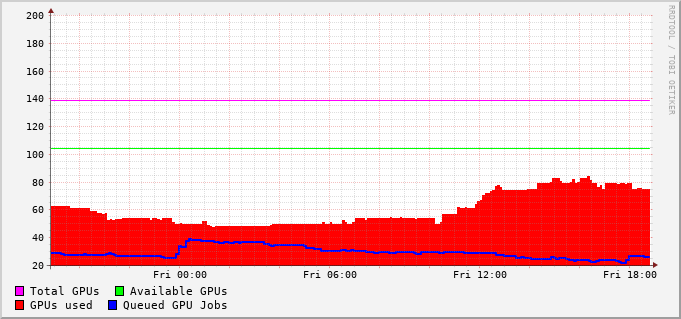 200
180
160
140
120
100
80
60
40
20
Fri 00:00 Fri 06:00 Fri 12:00 Fri 18:00
Total GPUs Available GPUs
GPUs used Queued GPU Jobs
RRDTOOL / TOBI OETIKER